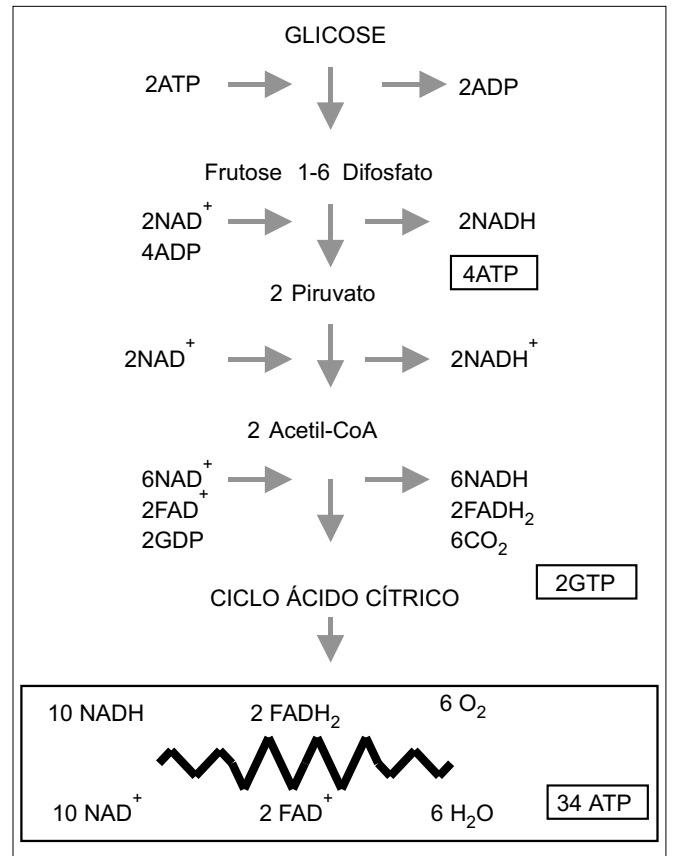 GLICOSE
2ATP 2ADP
Frutose 1-6 Difosfato
2NAD⁺ 2NADH
4ADP
4ATP
2 Piruvato
2NAD⁺ 2NADH⁺
2 Acetil-CoA
6NAD⁺ 6NADH
2FAD⁺ 2FADH₂
2GDP 6CO₂
2GTP
CICLO ÁCIDO CÍTRICO
10 NADH 2 FADH₂ 6 O₂
10 NAD⁺ 2 FAD⁺ 6 H₂O 34 ATP